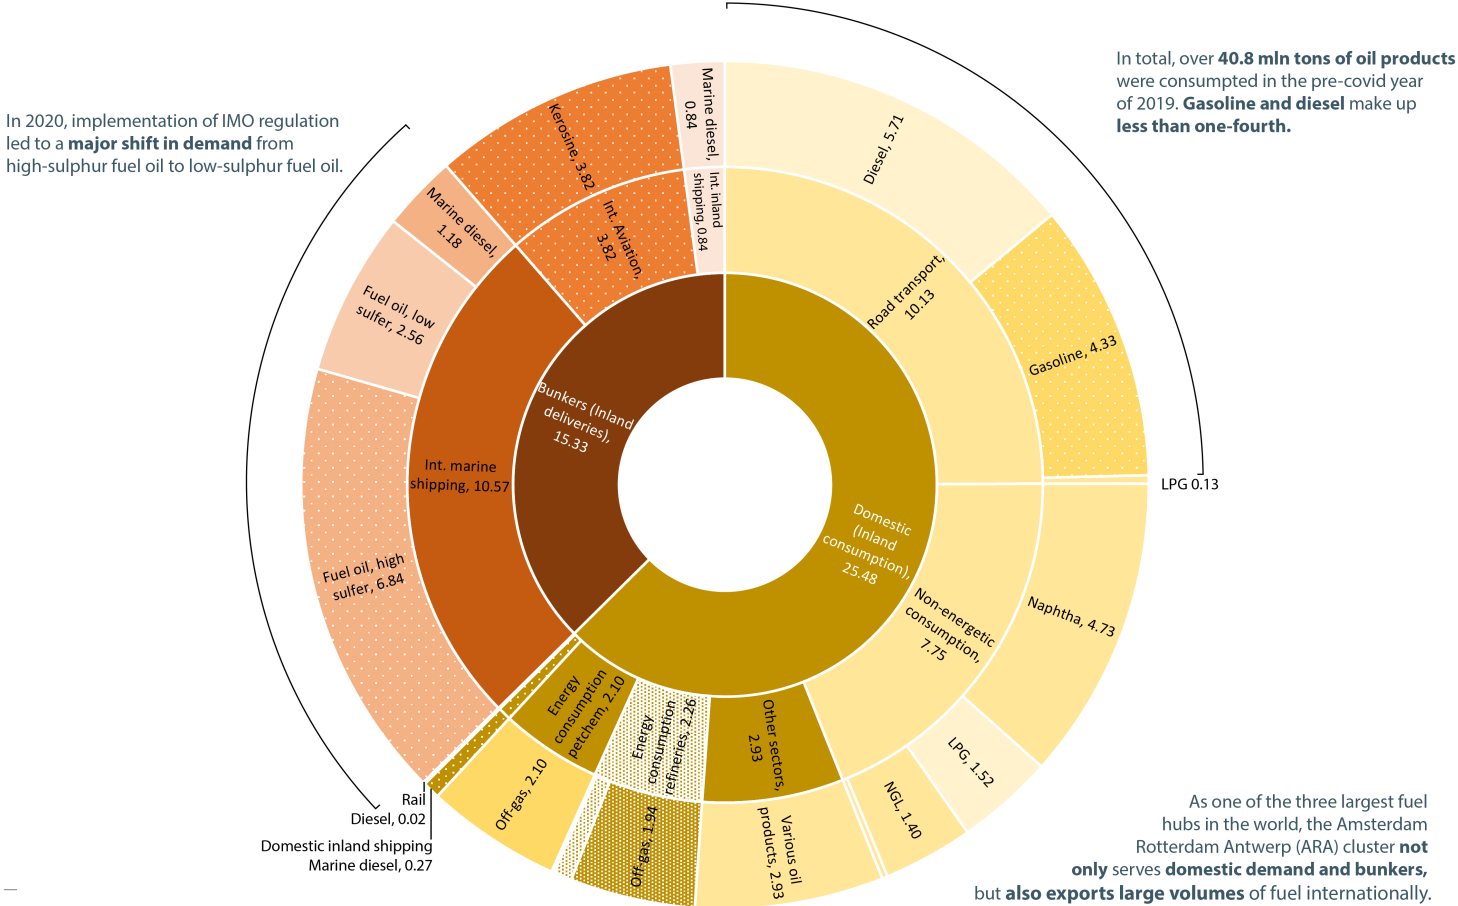 In total, over 40.8 mln tons of oil products
were consumpted in the pre-covid year
of 2019. Gasoline and diesel make up
less than one-fourth.
In 2020, implementation of IMO regulation
led to a major shift in demand from
high-sulphur fuel oil to low-sulphur fuel oil.
Marine diesel,
0.84
Int. inland
shipping, 0.84
Kerosine, 3.82
Int. Aviation,
3.82
Marine diesel,
1.18
Fuel oil, low
sulfer, 2.56
Int. marine
shipping, 10.57
Fuel oil, high
sulfer, 6.84
Bunkers (Inland
deliveries),
15.33
Diesel, 5.71
Road transport,
10.13
Gasoline, 4.33
LPG 0.13
Domestic
(Inland
consumption),
25.48
Non-energetic
consumption,
7.75
Naphtha, 4.73
LPG, 1.52
NGL, 1.40
Other sectors,
2.93
Various oil
products, 2.93
Energy
consumption
refineries, 2.26
Off-gas, 1.94
Energy
consumption
petchem, 2.10
Off-gas, 2.10
Rail
Diesel, 0.02
Domestic inland shipping
Marine diesel, 0.27
As one of the three largest fuel
hubs in the world, the Amsterdam
Rotterdam Antwerp (ARA) cluster not
only serves domestic demand and bunkers,
but also exports large volumes of fuel internationally.